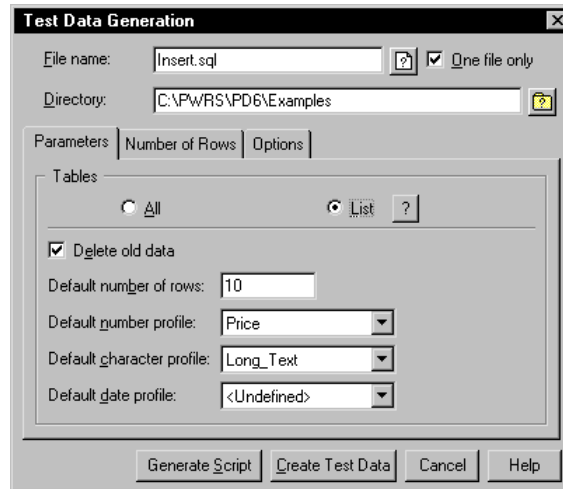 Test Data Generation
File name: Insert.sql ? One file only
Directory: C:\PWRS\PD6\Examples ?
Parameters Number of Rows Options
Tables
All List ?
Delete old data
Default number of rows: 10
Default number profile: Price
Default character profile: Long_Text
Default date profile: <Undefined>
Generate Script Create Test Data Cancel Help